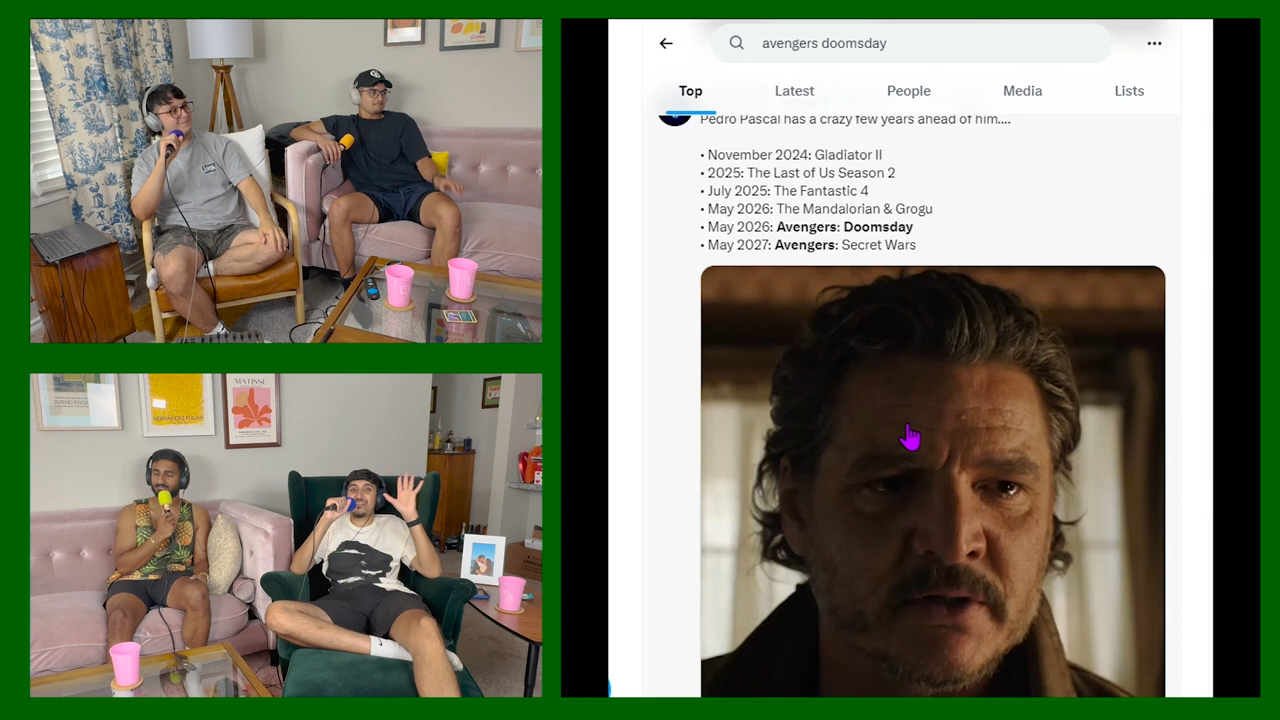 avengers doomsday
Top
Latest
People
Media
Lists
Pedro Pascal has a crazy few years ahead of him....
• November 2024: Gladiator II
• 2025: The Last of Us Season 2
• July 2025: The Fantastic 4
• May 2026: The Mandalorian & Grogu
• May 2026: Avengers: Doomsday
• May 2027: Avengers: Secret Wars
MATISSE